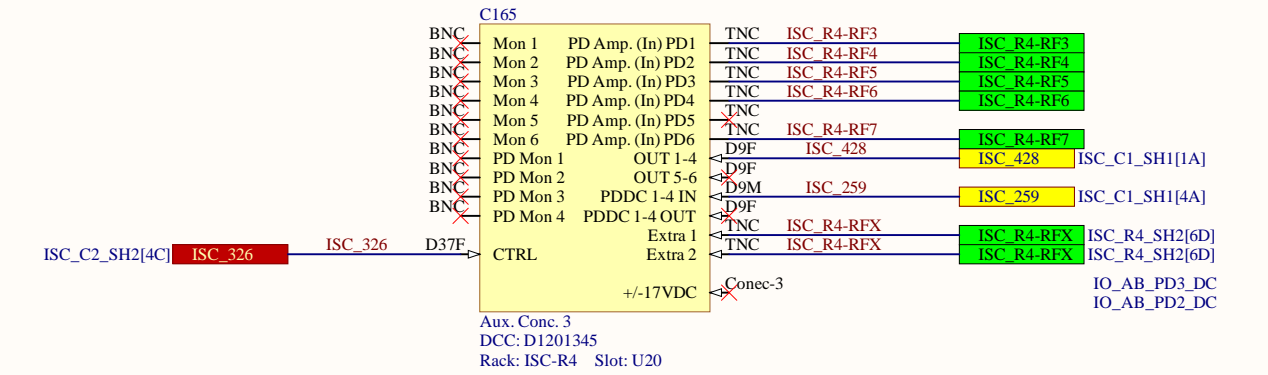 C165
BNC Mon 1 PD Amp. (In) PD1 TNC ISC_R4-RF3 ISC_R4-RF3
BNC Mon 2 PD Amp. (In) PD2 TNC ISC_R4-RF4 ISC_R4-RF4
BNC Mon 3 PD Amp. (In) PD3 TNC ISC_R4-RF5 ISC_R4-RF5
BNC Mon 4 PD Amp. (In) PD4 TNC ISC_R4-RF6 ISC_R4-RF6
BNC Mon 5 PD Amp. (In) PD5 TNC
BNC Mon 6 PD Amp. (In) PD6 TNC ISC_R4-RF7 ISC_R4-RF7
BNC PD Mon 1 OUT 1-4 D9F ISC_428 ISC_428 ISC_C1_SH1[1A]
BNC PD Mon 2 OUT 5-6 D9F
BNC PD Mon 3 PDDC 1-4 IN D9M ISC_259 ISC_259 ISC_C1_SH1[4A]
BNC PD Mon 4 PDDC 1-4 OUT D9F
Extra 1 TNC ISC_R4-RFX ISC_R4-RFX ISC_R4_SH2[6D]
ISC_C2_SH2[4C] ISC_326 ISC_326 D37F CTRL Extra 2 TNC ISC_R4-RFX ISC_R4-RFX ISC_R4_SH2[6D]
+/-17VDC Conec-3 IO_AB_PD3_DC
IO_AB_PD2_DC
Aux. Conc. 3
DCC: D1201345
Rack: ISC-R4 Slot: U20